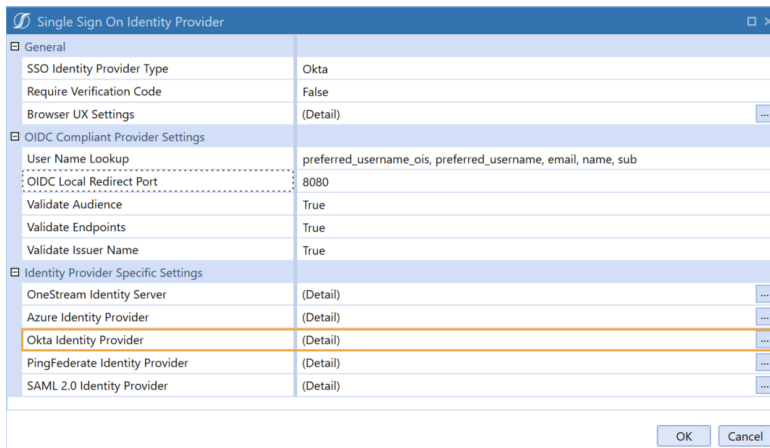 Single Sign On Identity Provider
General
SSO Identity Provider Type Okta
Require Verification Code False
Browser UX Settings (Detail) ...
OIDC Compliant Provider Settings
User Name Lookup preferred_username_ois, preferred_username, email, name, sub
OIDC Local Redirect Port 8080
Validate Audience True
Validate Endpoints True
Validate Issuer Name True
Identity Provider Specific Settings
OneStream Identity Server (Detail) ...
Azure Identity Provider (Detail) ...
Okta Identity Provider (Detail) ...
PingFederate Identity Provider (Detail) ...
SAML 2.0 Identity Provider (Detail) ...
OK Cancel